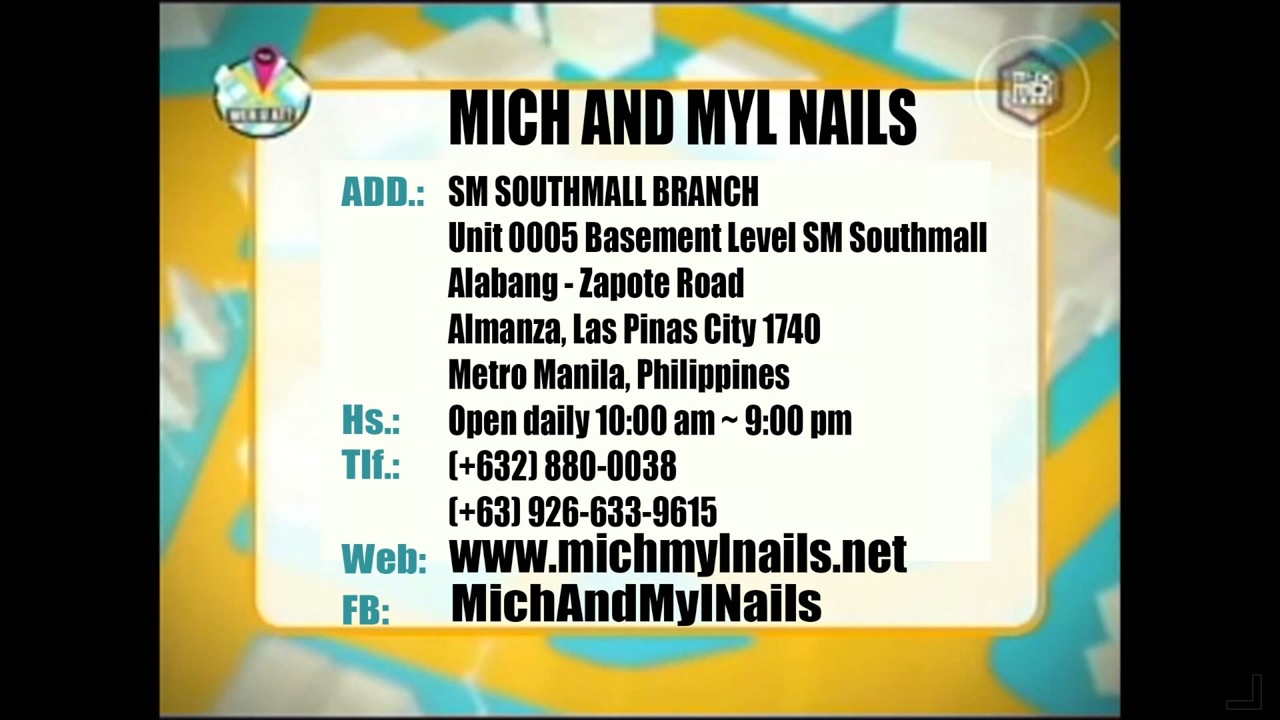 MICH AND MYL NAILS
ADD.: SM SOUTHMALL BRANCH
Unit 0005 Basement Level SM Southmall
Alabang - Zapote Road
Almanza, Las Pinas City 1740
Metro Manila, Philippines
Hs.: Open daily 10:00 am ~ 9:00 pm
Tlf.: (+632) 880-0038
(+63) 926-633-9615
Web: www.michmylnails.net
FB: MichAndMylNails